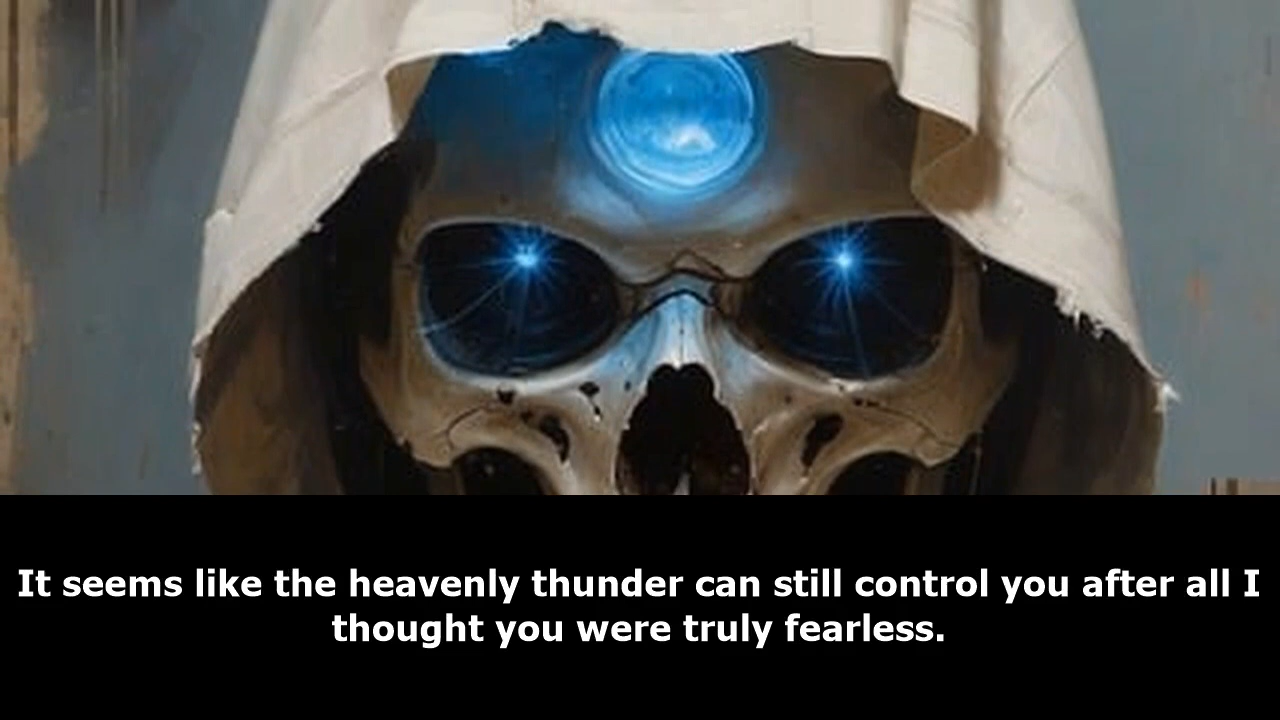 It seems like the heavenly thunder can still control you after all I
thought you were truly fearless.